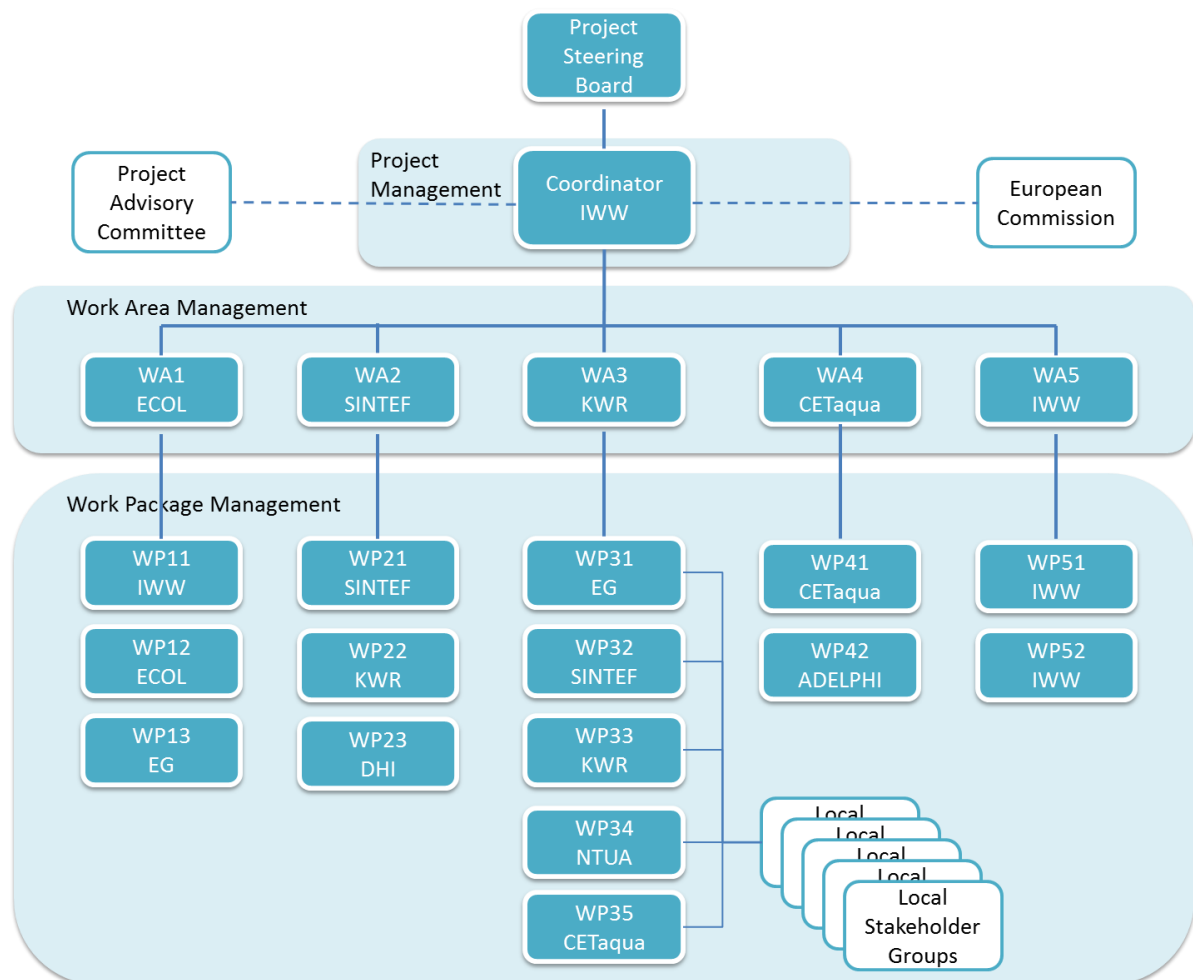 Project
Steering
Board
Project
Management
Coordinator
IWW
Project
Advisory
Committee
European
Commission
Work Area Management
WA1
ECOL
WA2
SINTEF
WA3
KWR
WA4
CETaqua
WA5
IWW
Work Package Management
WP11
IWW
WP21
SINTEF
WP31
EG
WP41
CETaqua
WP51
IWW
WP12
ECOL
WP22
KWR
WP32
SINTEF
WP42
ADELPHI
WP52
IWW
WP13
EG
WP23
DHI
WP33
KWR
WP34
NTUA
WP35
CETaqua
Local
Local
Local
Local
Local
Stakeholder
Groups